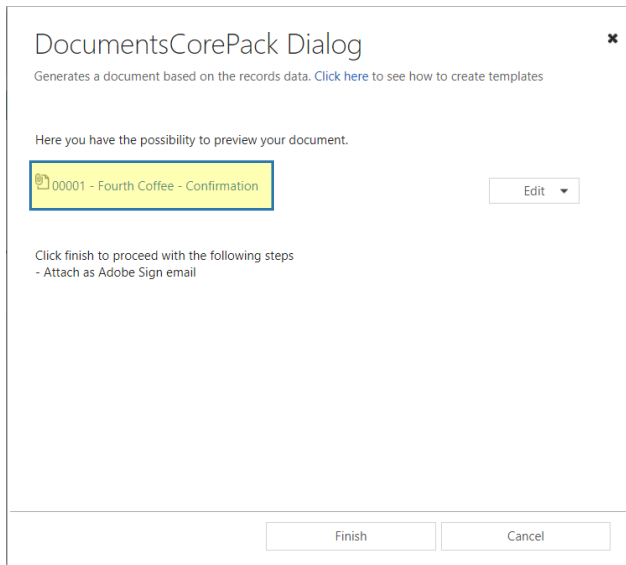 DocumentsCorePack Dialog
Generates a document based on the records data. Click here to see how to create templates
Here you have the possibility to preview your document.
00001 - Fourth Coffee - Confirmation
Edit
Click finish to proceed with the following steps
- Attach as Adobe Sign email
Finish
Cancel